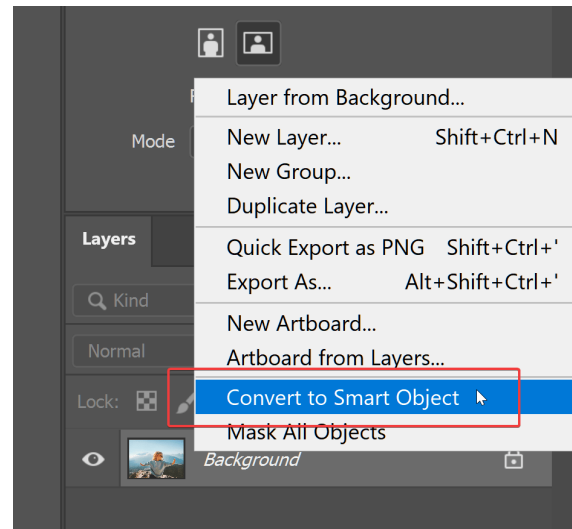 Layer from Background...
Mode
New Layer... Shift+Ctrl+N
New Group...
Duplicate Layer...
Layers
Quick Export as PNG Shift+Ctrl+'
Export As... Alt+Shift+Ctrl+'
Kind
New Artboard...
Normal
Artboard from Layers...
Lock:
Convert to Smart Object
Mask All Objects
Background